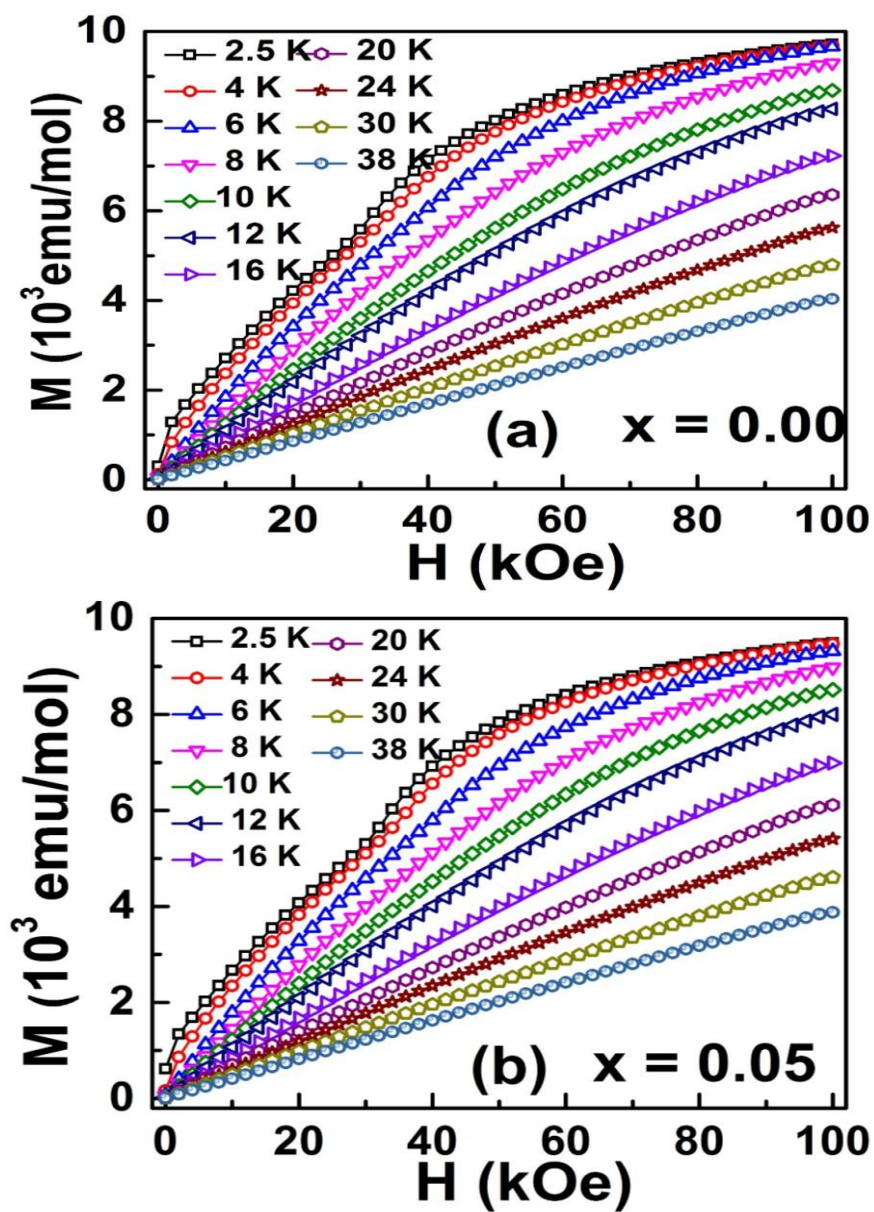 10
8
6
4
2
0
M (10³emu/mol)
2.5 K
4 K
6 K
8 K
10 K
12 K
16 K
20 K
24 K
30 K
38 K
(a) x = 0.00
0 20 40 60 80 100
H (kOe)
10
8
6
4
2
0
M (10³ emu/mol)
2.5 K
4 K
6 K
8 K
10 K
12 K
16 K
20 K
24 K
30 K
38 K
(b) x = 0.05
0 20 40 60 80 100
H (kOe)